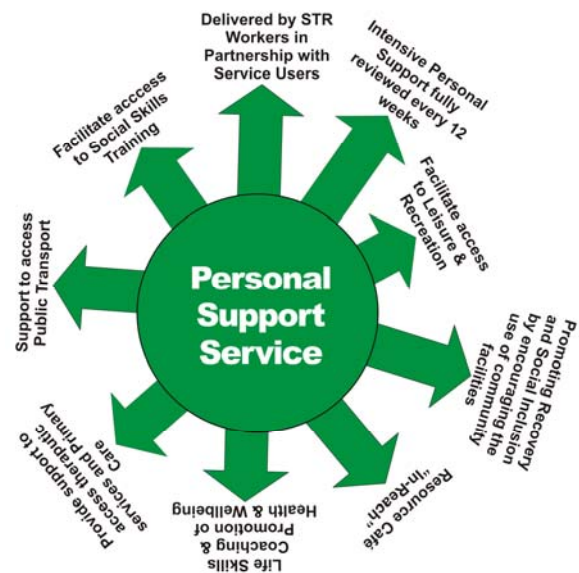 Personal
Support
Service
Delivered by STR
Workers in
Partnership with
Service Users
Intensive Personal
Support fully
reviewed every 12
weeks
Facilitate access
to Leisure &
Recreation
Promoting Recovery
and Social Inclusion
by encouraging the
use of community
facilities
Resource Café
“In-Reach”
Life Skills
Coaching &
Promotion of
Health & Wellbeing
Provide support to
access therapeutic
services and Primary
Care
Support to access
Public Transport
Facilitate acccess
to Social Skills
Training